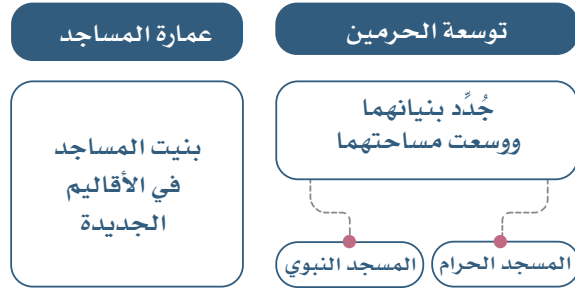 توسعة الحرمين
جُدِّد بنيانهما
ووسعت مساحتهما
المسجد الحرام
المسجد النبوي
عمارة المساجد
بنيت المساجد
في الأقاليم
الجديدة